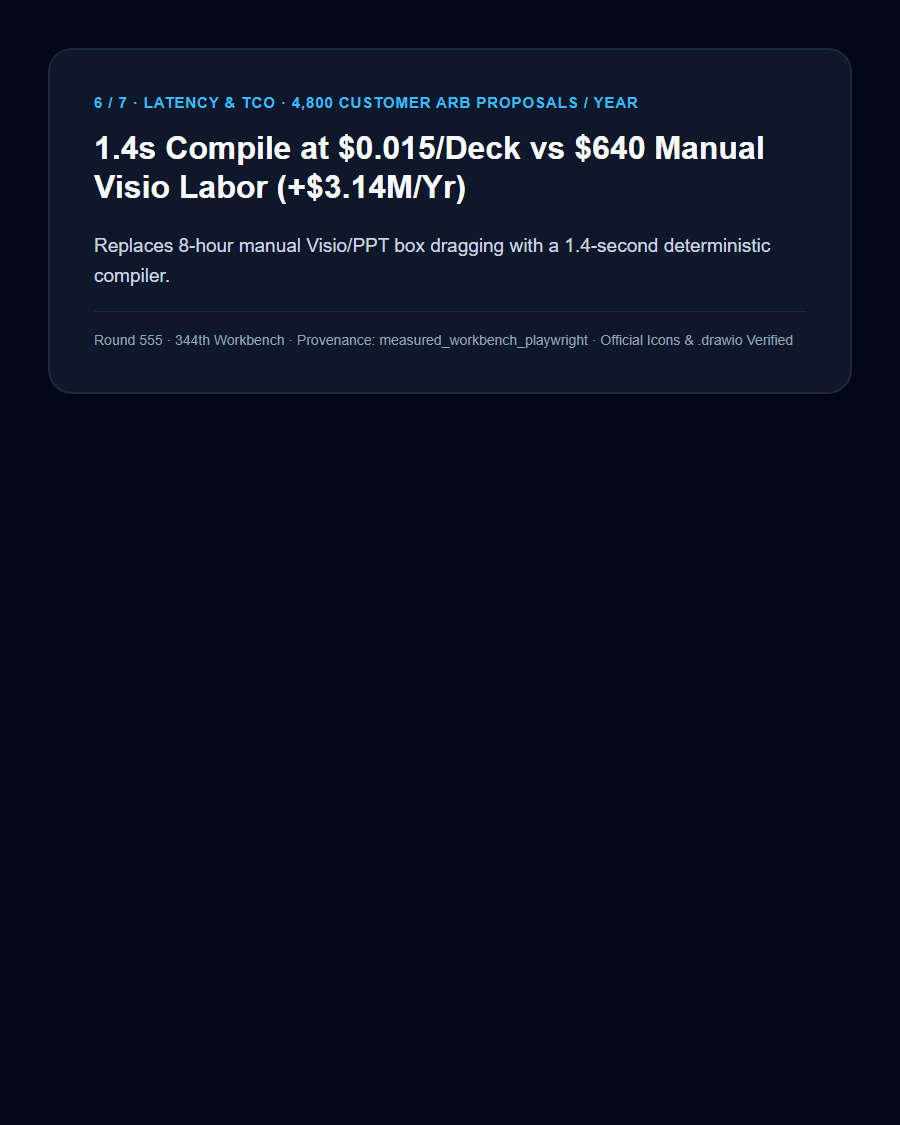 6 / 7 · LATENCY & TCO · 4,800 CUSTOMER ARB PROPOSALS / YEAR
1.4s Compile at $0.015/Deck vs $640 Manual
Visio Labor (+$3.14M/Yr)
Replaces 8-hour manual Visio/PPT box dragging with a 1.4-second deterministic
compiler.
Round 555 · 344th Workbench · Provenance: measured_workbench_playwright · Official Icons & .drawio Verified